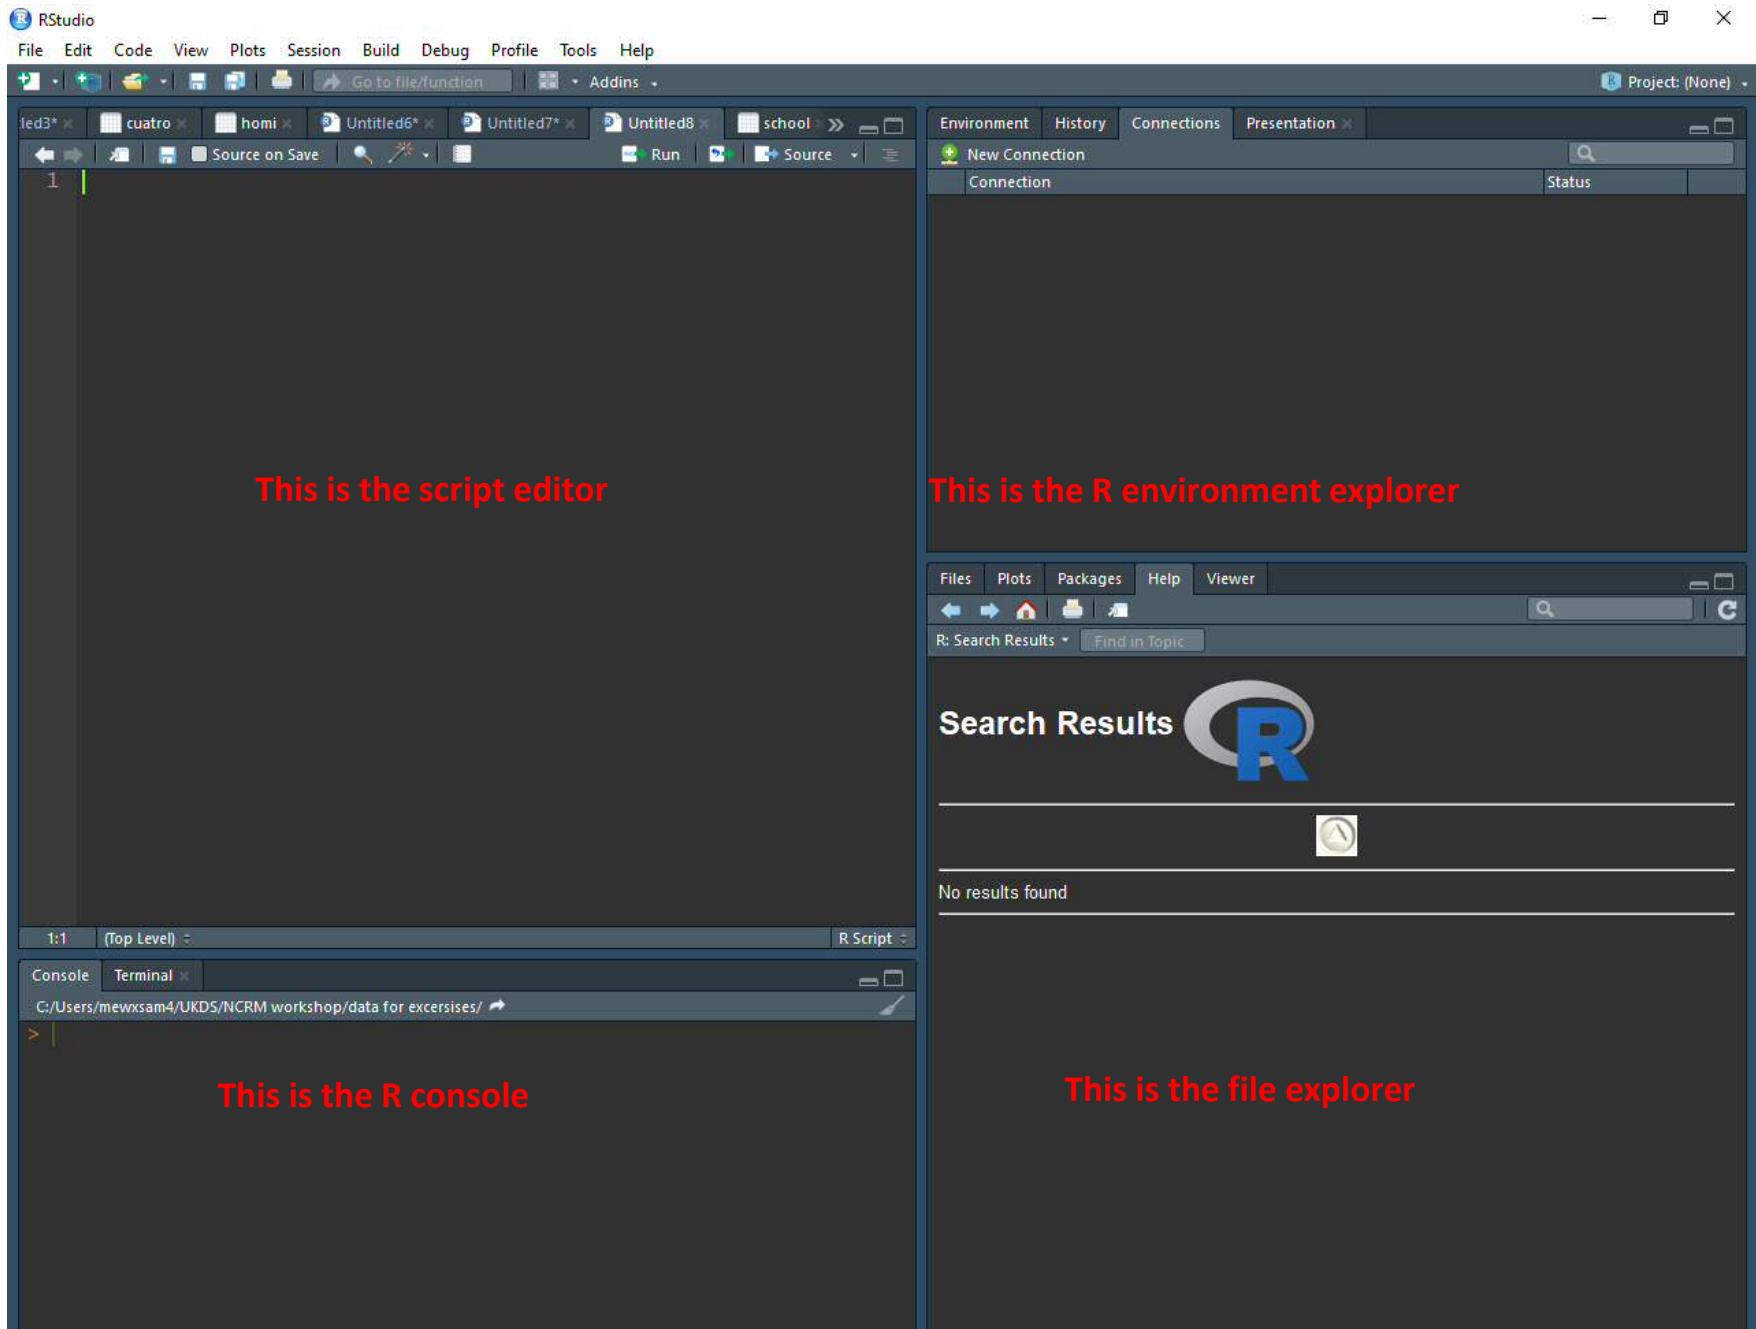 RStudio
File Edit Code View Plots Session Build Debug Profile Tools Help
Go to file/function Addins Project: (None)
led3* cuatro homi Untitled6* Untitled7* Untitled8 school
Source on Save Run Source
1
This is the script editor
1:1 (Top Level) R Script
Console Terminal
C:/Users/mewxsam4/UKDS/NCRM workshop/data for excersises/
>
This is the R console
Environment History Connections Presentation
New Connection
Connection Status
This is the R environment explorer
Files Plots Packages Help Viewer
R: Search Results Find in Topic
Search Results R
No results found
This is the file explorer